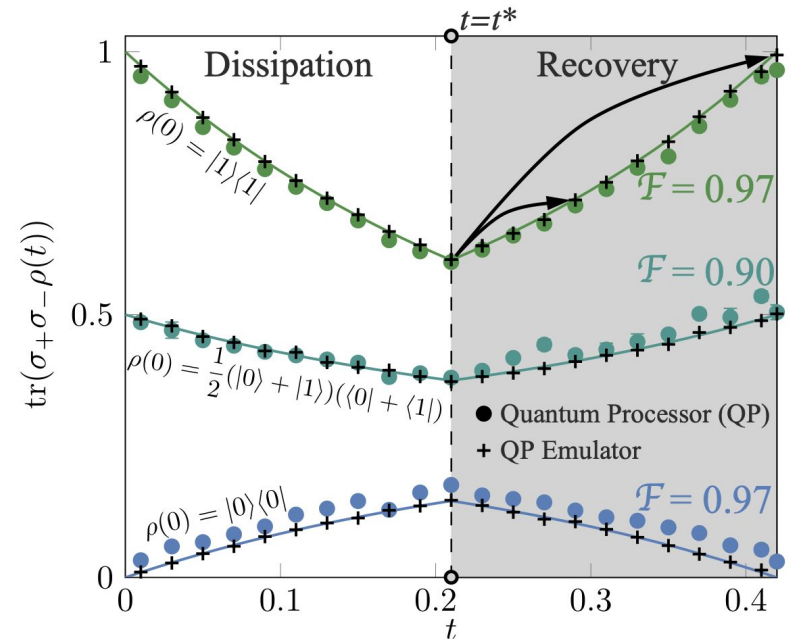 t=t*
1
Dissipation
Recovery
ρ(0) = |1⟩⟨1|
ℱ = 0.97
tr(σ₊σ₋ρ(t))
ℱ = 0.90
0.5
ρ(0) = 1/2(|0⟩ + |1⟩)(⟨0| + ⟨1|)
Quantum Processor (QP)
QP Emulator
ρ(0) = |0⟩⟨0|
ℱ = 0.97
0
0 0.1 0.2 0.3 0.4
t